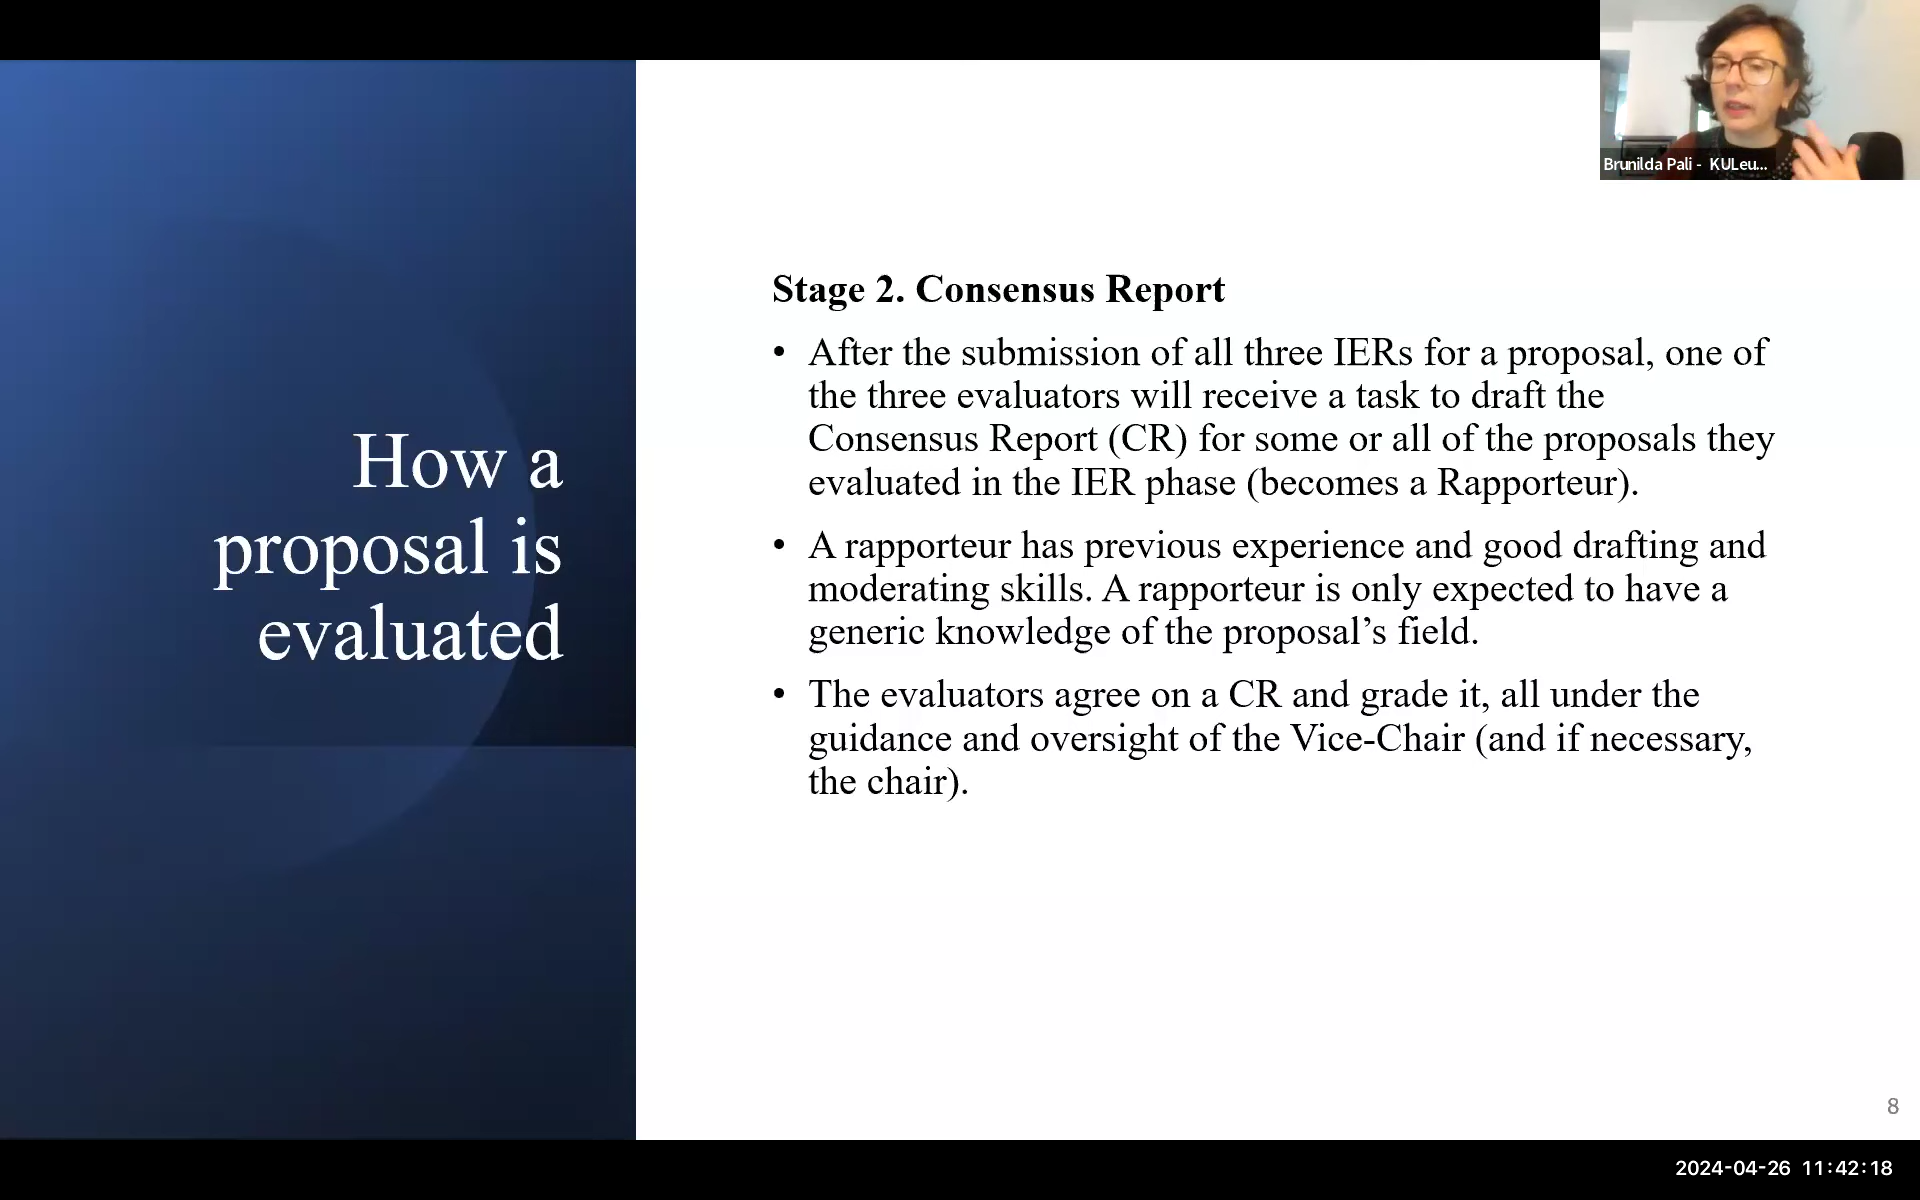 Brunilda Pali - KULeu...
How a
proposal is
evaluated
Stage 2. Consensus Report
• After the submission of all three IERs for a proposal, one of
the three evaluators will receive a task to draft the
Consensus Report (CR) for some or all of the proposals they
evaluated in the IER phase (becomes a Rapporteur).
• A rapporteur has previous experience and good drafting and
moderating skills. A rapporteur is only expected to have a
generic knowledge of the proposal’s field.
• The evaluators agree on a CR and grade it, all under the
guidance and oversight of the Vice-Chair (and if necessary,
the chair).
8
2024-04-26 11:42:18